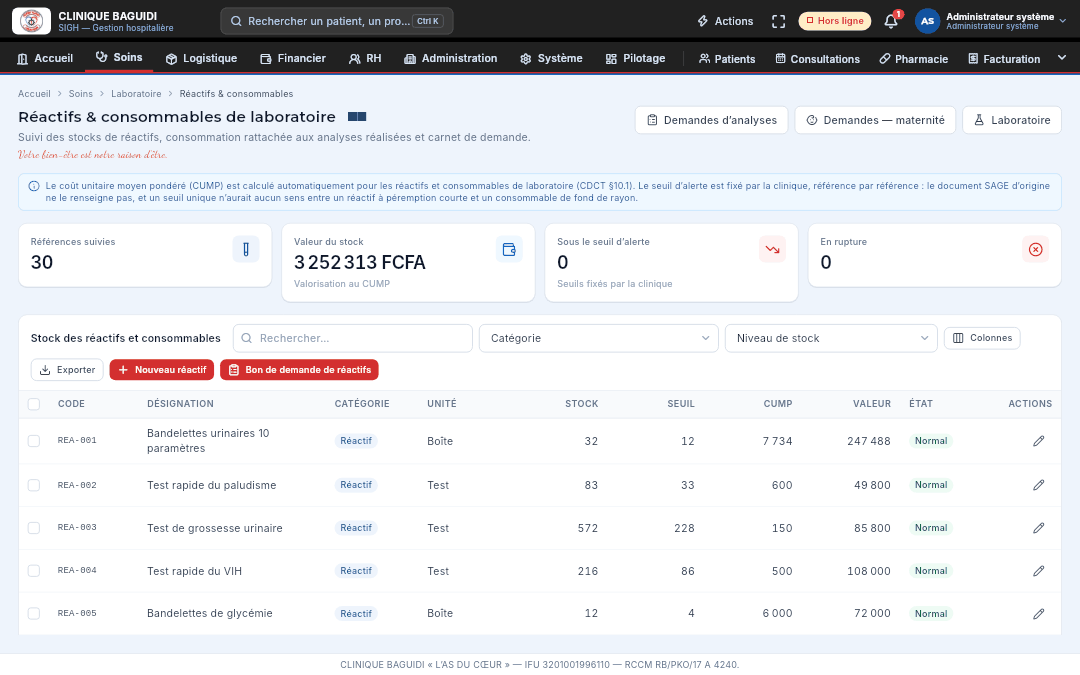 CLINIQUE BAGUIDI
SIGH — Gestion hospitalière
Rechercher un patient, un pro... Ctrl K
Actions
Hors ligne
1
AS
Administrateur système
Administrateur système
Accueil
Soins
Logistique
Financier
RH
Administration
Système
Pilotage
Patients
Consultations
Pharmacie
Facturation
Accueil > Soins > Laboratoire > Réactifs & consommables
Réactifs & consommables de laboratoire
Suivi des stocks de réactifs, consommation rattachée aux analyses réalisées et carnet de demande.
Votre bien-être est notre raison d'être.
Demandes d'analyses
Demandes — maternité
Laboratoire
Le coût unitaire moyen pondéré (CUMP) est calculé automatiquement pour les réactifs et consommables de laboratoire (CDCT §10.1). Le seuil d'alerte est fixé par la clinique, référence par référence : le document SAGE d'origine
ne le renseigne pas, et un seuil unique n'aurait aucun sens entre un réactif à péremption courte et un consommable de fond de rayon.
Références suivies
30
Valeur du stock
3 252 313 FCFA
Valorisation au CUMP
Sous le seuil d'alerte
0
Seuils fixés par la clinique
En rupture
0
Stock des réactifs et consommables
Rechercher...
Catégorie
Niveau de stock
Colonnes
Exporter
Nouveau réactif
Bon de demande de réactifs
CODE DÉSIGNATION CATÉGORIE UNITÉ STOCK SEUIL CUMP VALEUR ÉTAT ACTIONS
REA-001 Bandelettes urinaires 10 paramètres Réactif Boîte 32 12 7 734 247 488 Normal
REA-002 Test rapide du paludisme Réactif Test 83 33 600 49 800 Normal
REA-003 Test de grossesse urinaire Réactif Test 572 228 150 85 800 Normal
REA-004 Test rapide du VIH Réactif Test 216 86 500 108 000 Normal
REA-005 Bandelettes de glycémie Réactif Boîte 12 4 6 000 72 000 Normal
CLINIQUE BAGUIDI « L'AS DU CŒUR » — IFU 3201001996110 — RCCM RB/PKO/17 A 4240.